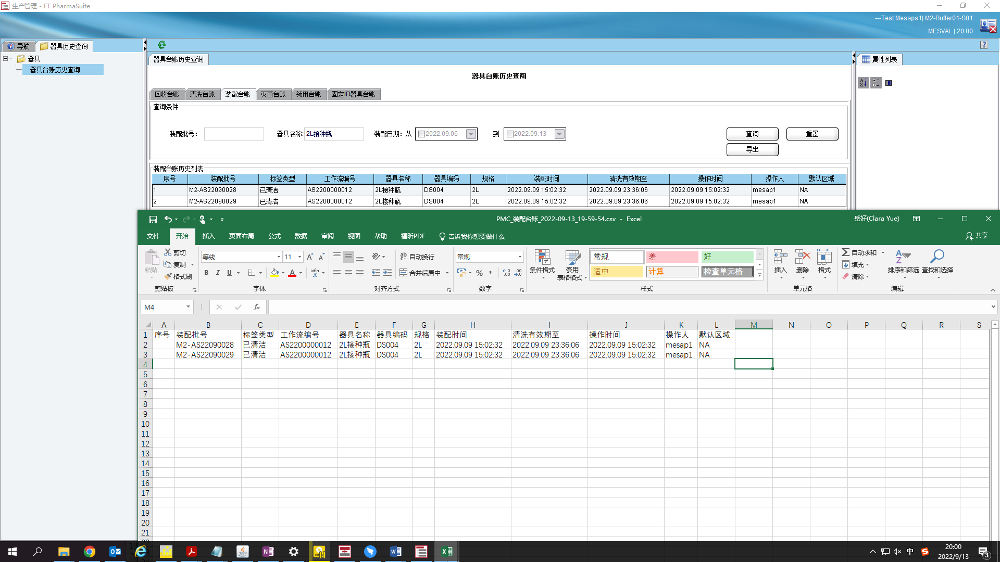 生产管理 - FT PharmaSuite
---Test.Mesaps1| M2-Buffer01-S01
MESVAL | 20:00
导航
器具历史查询
器具
器具台账历史查询
器具台账历史查询
属性列表
器具台账历史查询
回收台账 清洗台账 装配台账 灭菌台账 领用台账 固定ID器具台账
查询条件
装配批号： 器具名称: 2L接种瓶 装配日期：从 2022.09.06 到 2022.09.13 查询 重置
导出
装配台账历史列表
序号 装配批号 标签类型 工作流编号 器具名称 器具编码 规格 装配时间 清洗有效期至 操作时间 操作人 默认区域
1 M2-AS22090028 已清洁 AS2200000012 2L接种瓶 DS004 2L 2022.09.09 15:02:32 2022.09.09 23:36:06 2022.09.09 15:02:32 mesap1 NA
2 M2-AS22090029 已清洁 AS2200000012 2L接种瓶 DS004 2L 2022.09.09 15:02:32 2022.09.09 23:36:06 2022.09.09 15:02:32 mesap1 NA
PMC_装配台账_2022-09-13_19-59-54.csv - Excel
岳好(Clara Yue)
文件 开始 插入 页面布局 公式 数据 审阅 视图 帮助 福昕PDF 告诉我你想要做什么 共享
粘贴 剪切 复制 格式刷 剪贴板
等线 11 B I U wén 文 字体
自动换行 合并后居中 对齐方式
常规 % 数字
条件格式 套用表格格式 常规 差 好 适中 计算 检查单元格 样式
插入 删除 格式 单元格
自动求和 填充 清除 排序和筛选 查找和选择 编辑
M4 fx
A B C D E F G H I J K L M N O P Q R S
1 序号 装配批号 标签类型 工作流编号 器具名称 器具编码 规格 装配时间 清洗有效期至 操作时间 操作人 默认区域
2 M2-AS22090028 已清洁 AS2200000012 2L接种瓶 DS004 2L 2022.09.09 15:02:32 2022.09.09 23:36:06 2022.09.09 15:02:32 mesap1 NA
3 M2-AS22090029 已清洁 AS2200000012 2L接种瓶 DS004 2L 2022.09.09 15:02:32 2022.09.09 23:36:06 2022.09.09 15:02:32 mesap1 NA
4
5
6
7
8
9
10
11
12
13
14
15
16
17
18
19
20
21
中
20:00
2022/9/13
3